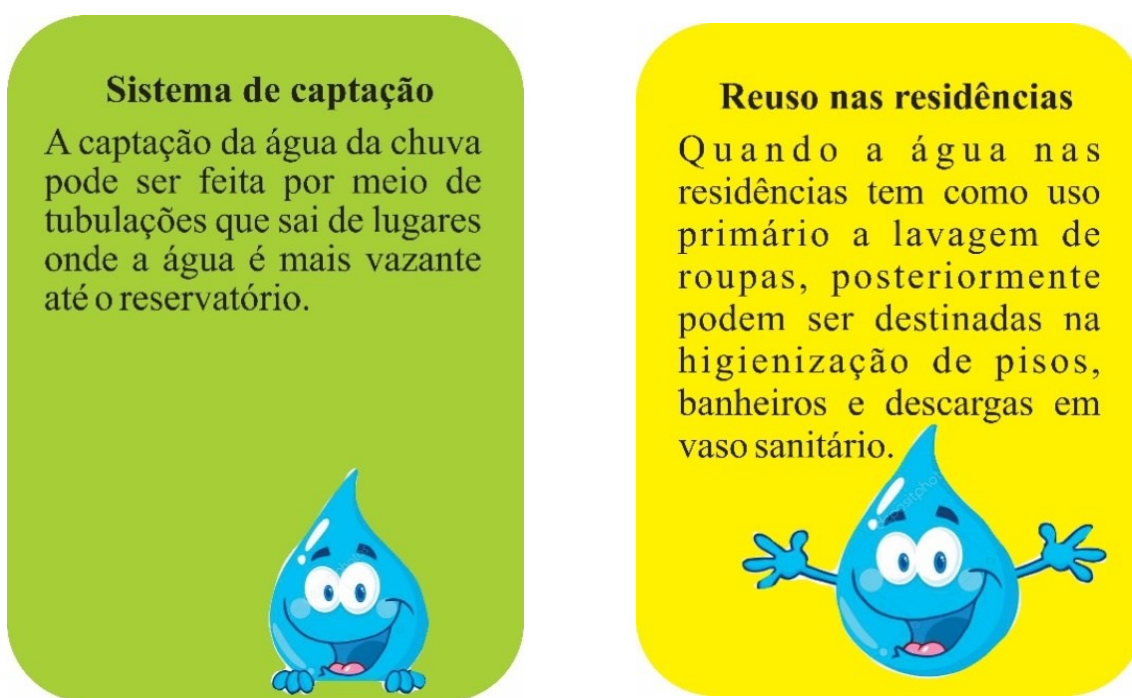 Sistema de captação
A captação da água da chuva
pode ser feita por meio de
tubulações que sai de lugares
onde a água é mais vazante
até o reservatório.
Reuso nas residências
Quando a água nas
residências tem como uso
primário a lavagem de
roupas, posteriormente
podem ser destinadas na
higienização de pisos,
banheiros e descargas em
vaso sanitário.